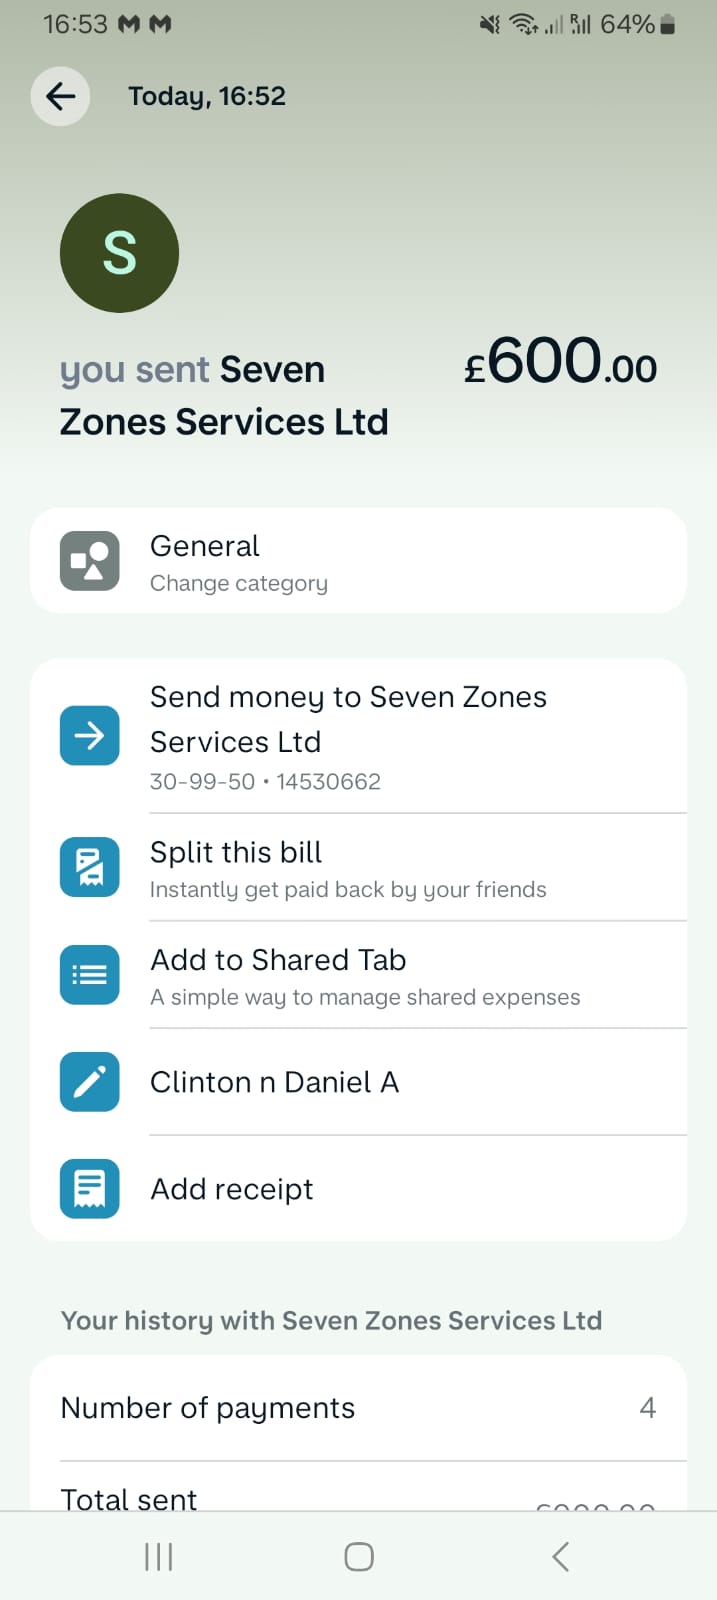 16:53
64%
Today, 16:52
S
you sent Seven
Zones Services Ltd
£600.00
General
Change category
Send money to Seven Zones
Services Ltd
30-99-50 • 14530662
Split this bill
Instantly get paid back by your friends
Add to Shared Tab
A simple way to manage shared expenses
Clinton n Daniel A
Add receipt
Your history with Seven Zones Services Ltd
Number of payments
4
Total sent